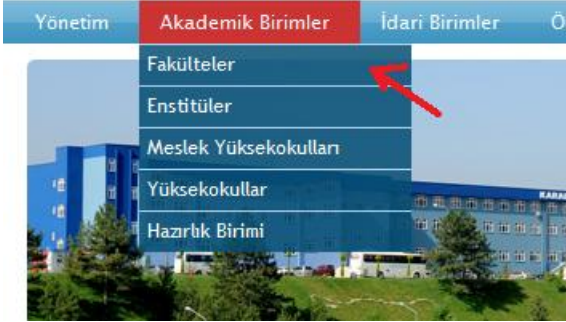 Yönetim Akademik Birimler İdari Birimler Ö
Fakülteler
Enstitüler
Meslek Yüksekokulları
Yüksekokullar
Hazırlık Birimi